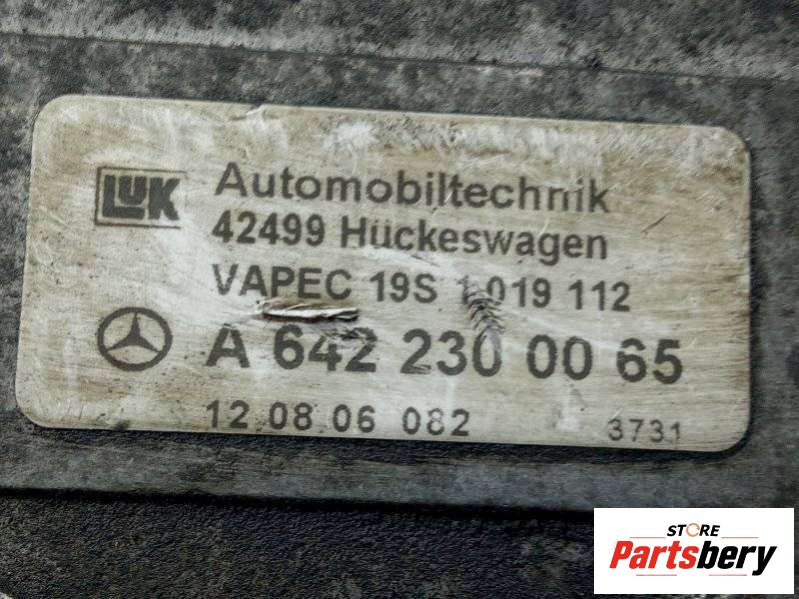 LUK
Automobiltechnik
42499 Hückeswagen
VAPEC 19S 1 019 112
A 642 230 00 65
12.08.06 082 3731
STORE
Partsbery